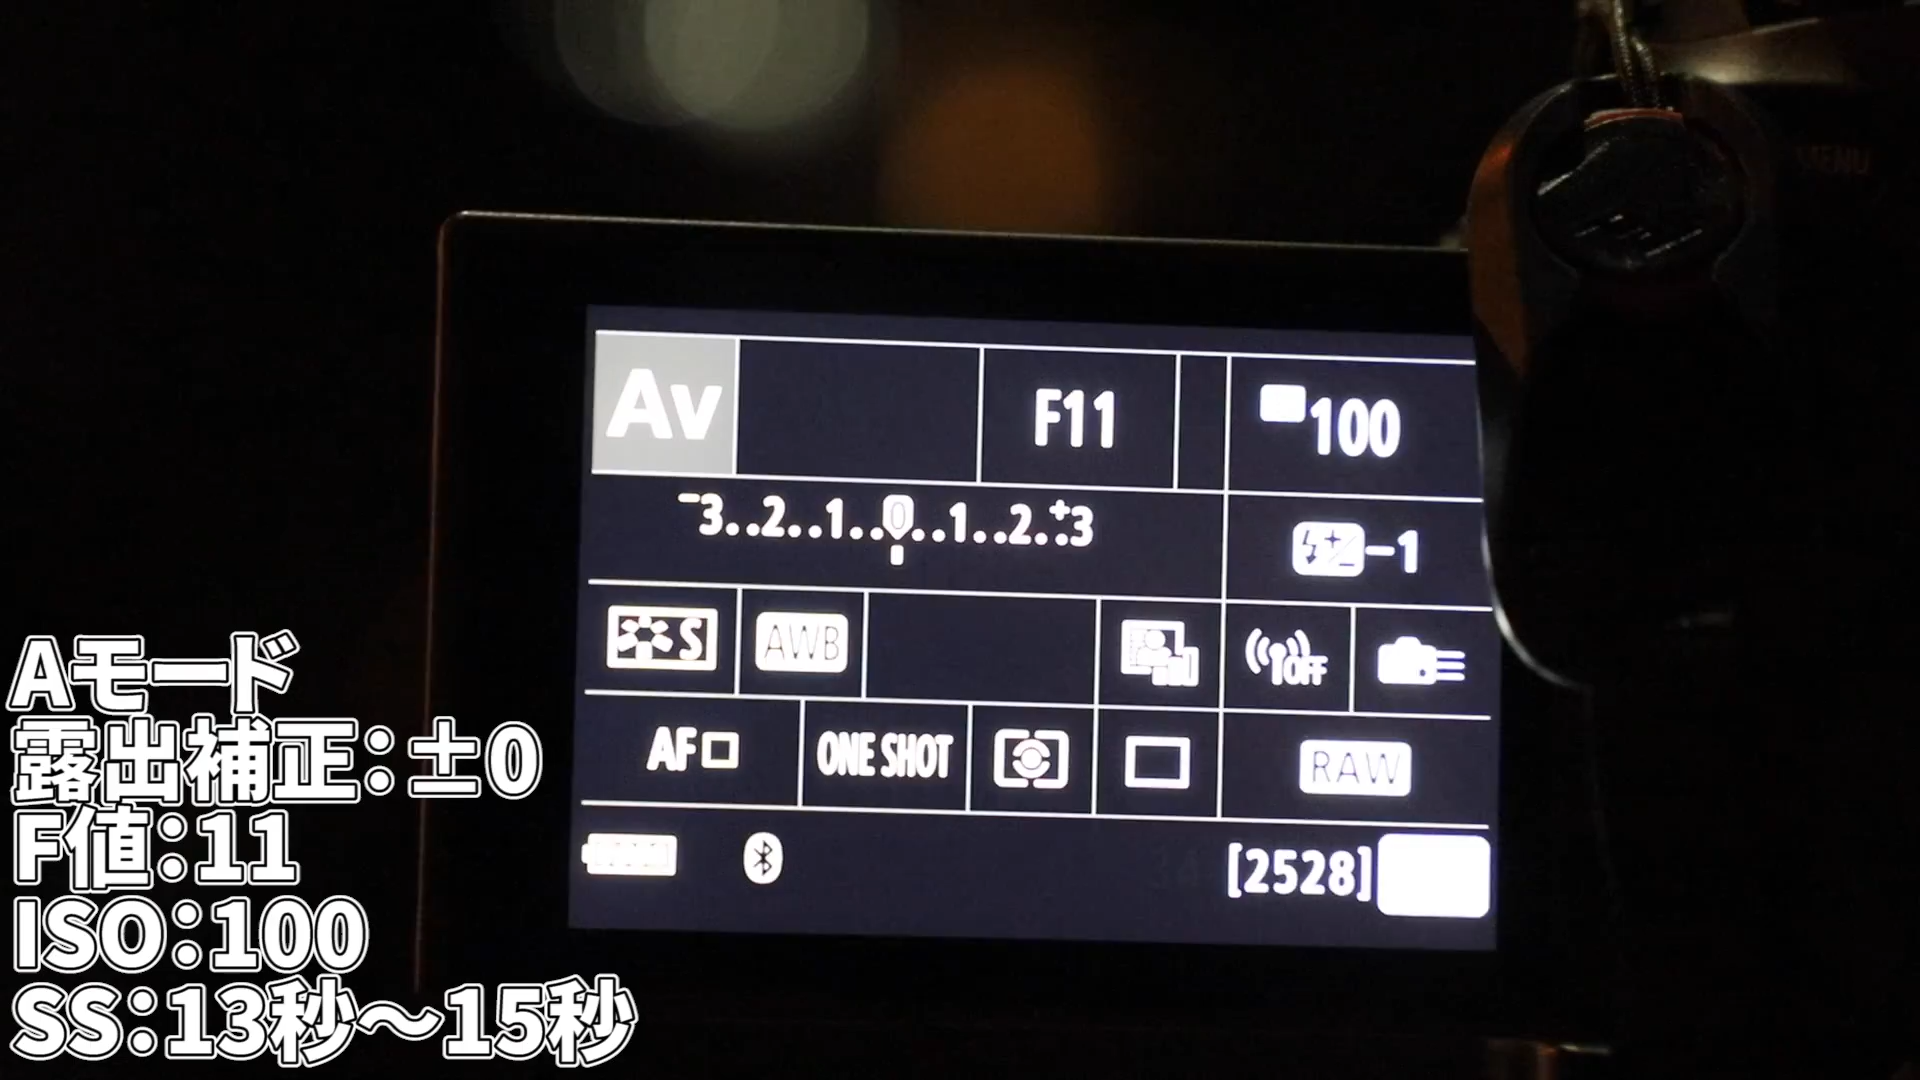 MENU
Av F11 100
-3..2..1..0..1..2..+3
-1
S AWB OFF
AF ONE SHOT RAW
[2528]
Aモード
露出補正：±0
F値：11
ISO：100
SS：13秒〜15秒